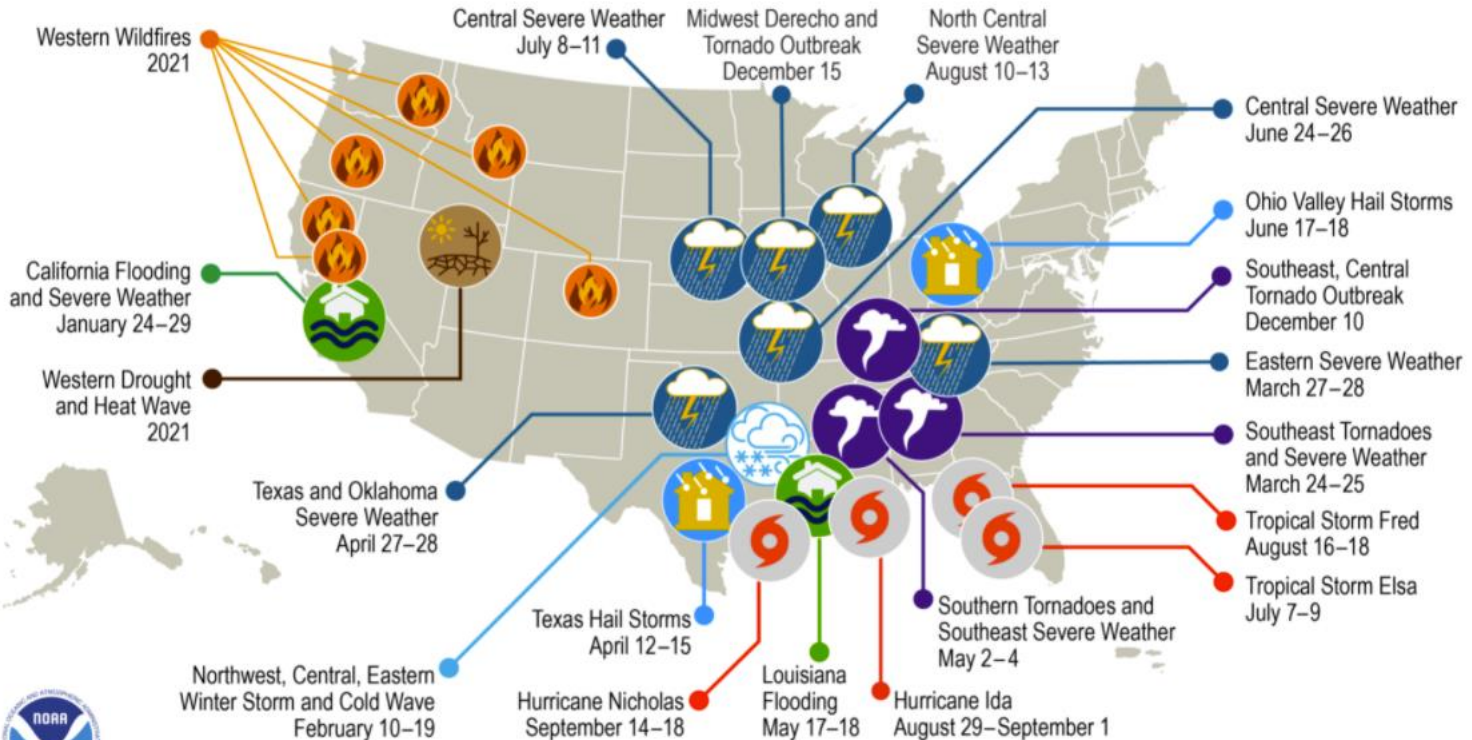 Western Wildfires
2021
Central Severe Weather
July 8–11
Midwest Derecho and
Tornado Outbreak
December 15
North Central
Severe Weather
August 10–13
Central Severe Weather
June 24–26
Ohio Valley Hail Storms
June 17–18
California Flooding
and Severe Weather
January 24–29
Southeast, Central
Tornado Outbreak
December 10
Western Drought
and Heat Wave
2021
Eastern Severe Weather
March 27–28
Southeast Tornadoes
and Severe Weather
March 24–25
Texas and Oklahoma
Severe Weather
April 27–28
Tropical Storm Fred
August 16–18
Tropical Storm Elsa
July 7–9
Texas Hail Storms
April 12–15
Southern Tornadoes and
Southeast Severe Weather
May 2–4
Northwest, Central, Eastern
Winter Storm and Cold Wave
February 10–19
Hurricane Nicholas
September 14–18
Louisiana
Flooding
May 17–18
Hurricane Ida
August 29–September 1
NOAA